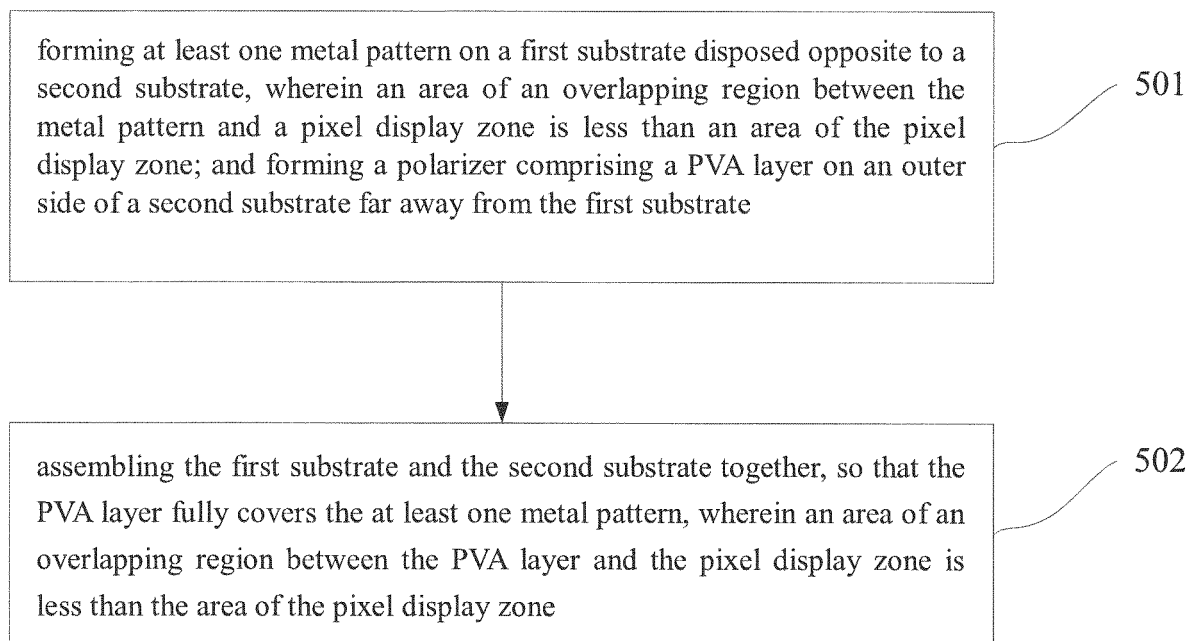 forming at least one metal pattern on a first substrate disposed opposite to a
second substrate, wherein an area of an overlapping region between the
metal pattern and a pixel display zone is less than an area of the pixel
display zone; and forming a polarizer comprising a PVA layer on an outer
side of a second substrate far away from the first substrate
501
assembling the first substrate and the second substrate together, so that the
PVA layer fully covers the at least one metal pattern, wherein an area of an
overlapping region between the PVA layer and the pixel display zone is
less than the area of the pixel display zone
502